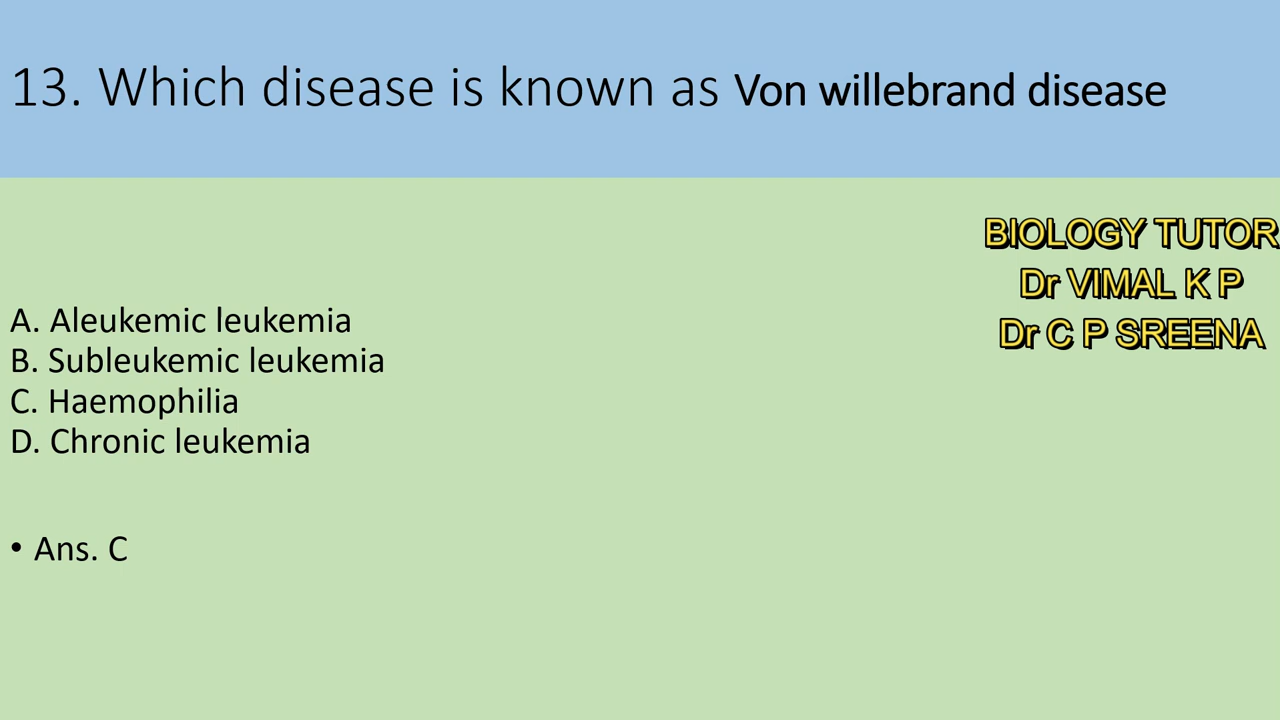 13. Which disease is known as Von willebrand disease
BIOLOGY TUTOR
Dr VIMAL K P
Dr C P SREENA
A. Aleukemic leukemia
B. Subleukemic leukemia
C. Haemophilia
D. Chronic leukemia
• Ans. C